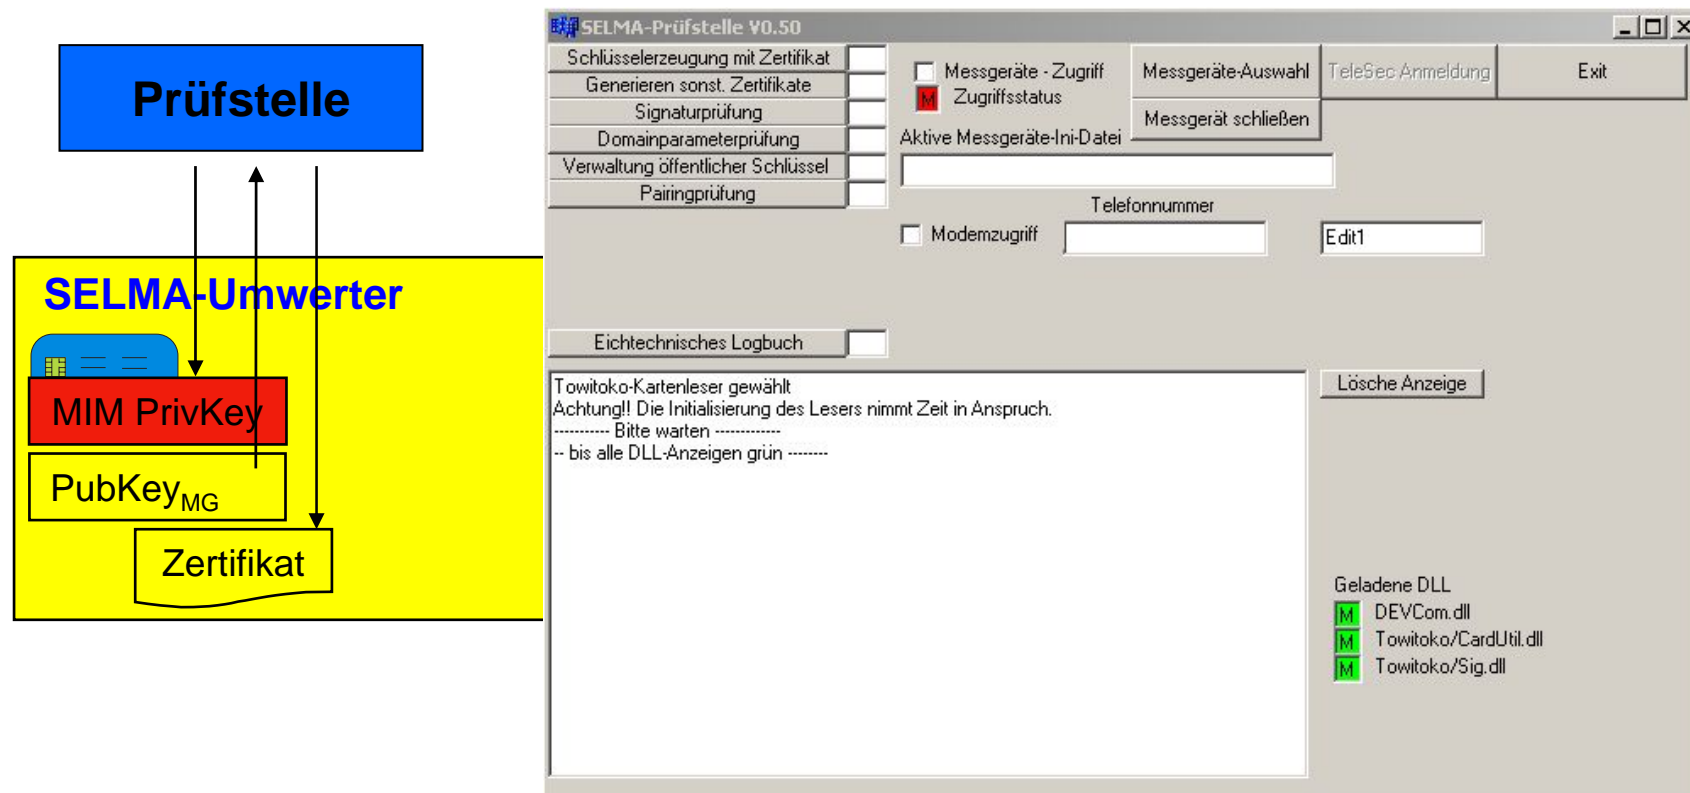 Prüfstelle
SELMA-Umwerter
MIM PrivKey
PubKeyMG
Zertifikat
SELMA-Prüfstelle V0.50
Schlüsselerzeugung mit Zertifikat
Generieren sonst. Zertifikate
Signaturprüfung
Domainparameterprüfung
Verwaltung öffentlicher Schlüssel
Pairingprüfung
Messgeräte - Zugriff
M Zugriffsstatus
Messgeräte-Auswahl
TeleSec Anmeldung
Exit
Messgerät schließen
Aktive Messgeräte-Ini-Datei
Telefonnummer
Modemzugriff
Edit1
Eichtechnisches Logbuch
Towitoko-Kartenleser gewählt
Achtung!! Die Initialisierung des Lesers nimmt Zeit in Anspruch.
----------- Bitte warten -------------
-- bis alle DLL-Anzeigen grün --------
Lösche Anzeige
Geladene DLL
M DEVCom.dll
M Towitoko/CardUtil.dll
M Towitoko/Sig.dll